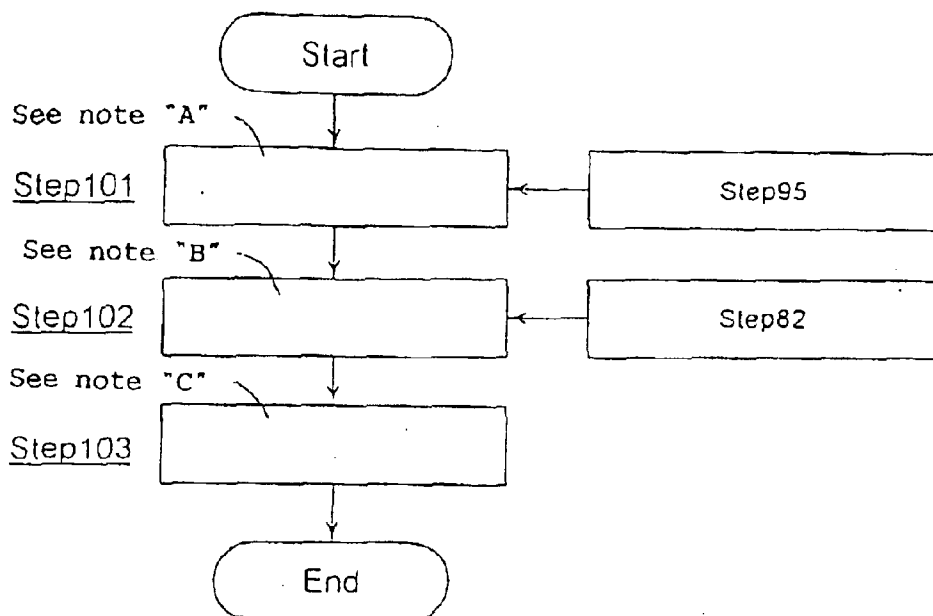 Start
See note "A"
Step101
Step95
See note "B"
Step102
Step82
See note "C"
Step103
End